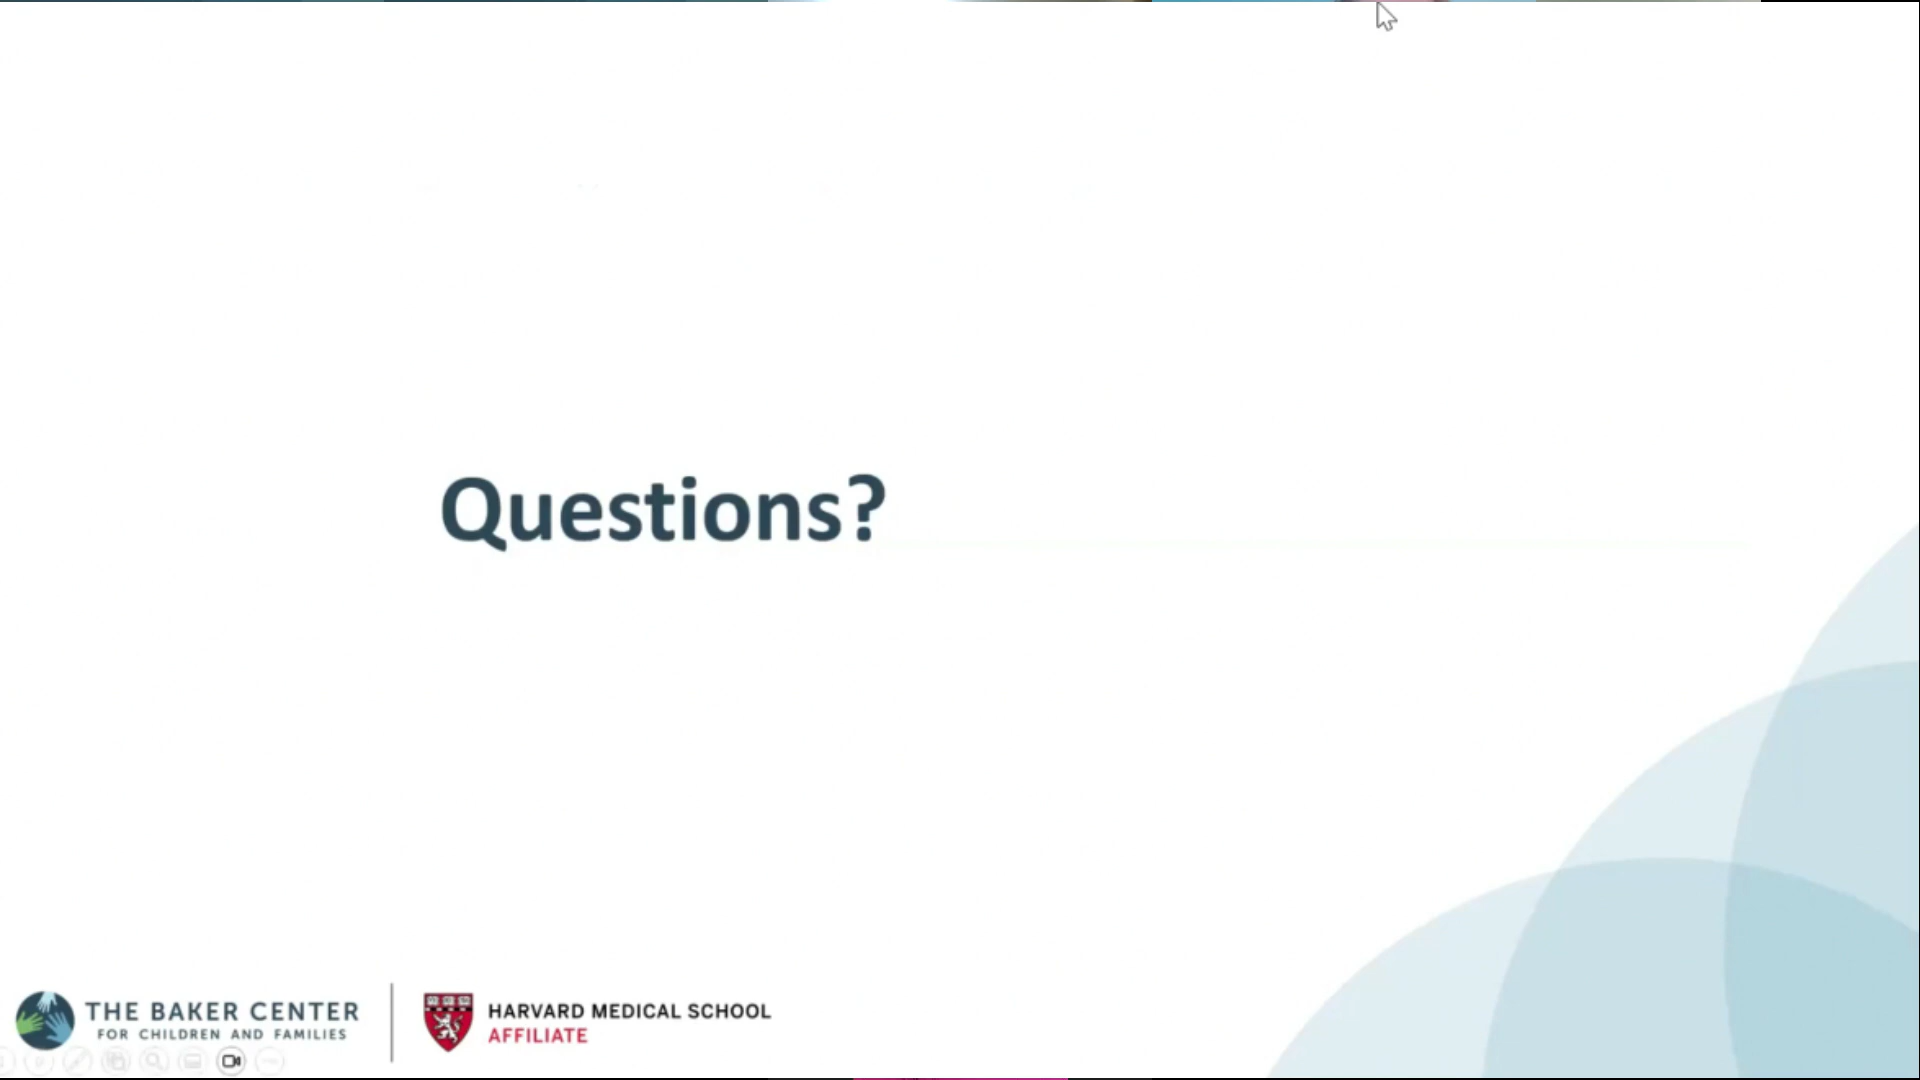 Questions?
THE BAKER CENTER
FOR CHILDREN AND FAMILIES
HARVARD MEDICAL SCHOOL
AFFILIATE